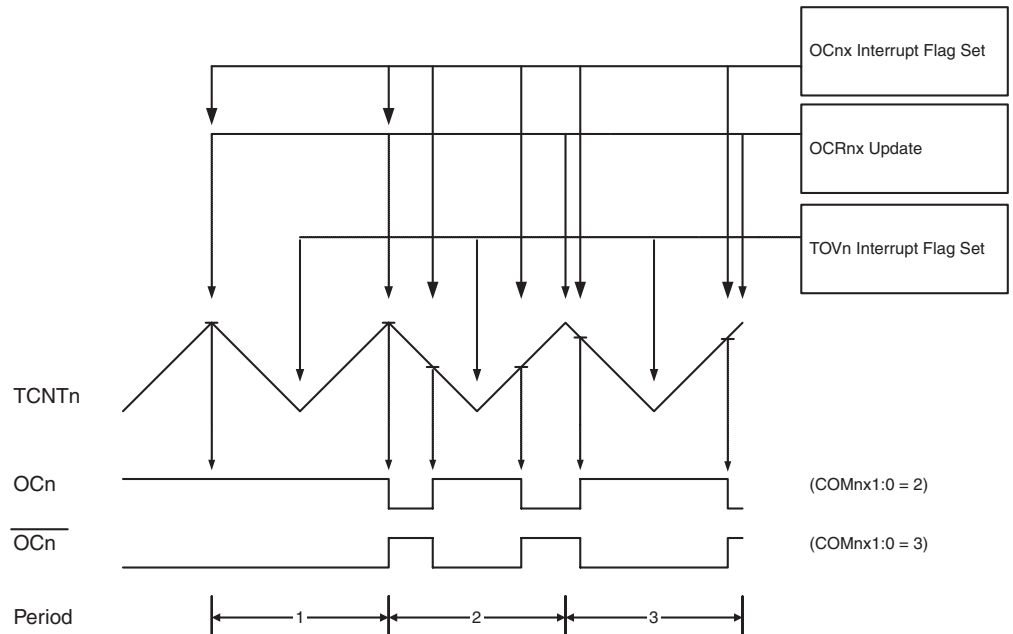 OCnx Interrupt Flag Set
OCRnx Update
TOVn Interrupt Flag Set
TCNTn
OCn
(COMnx1:0 = 2)
OCn
(COMnx1:0 = 3)
Period
1
2
3